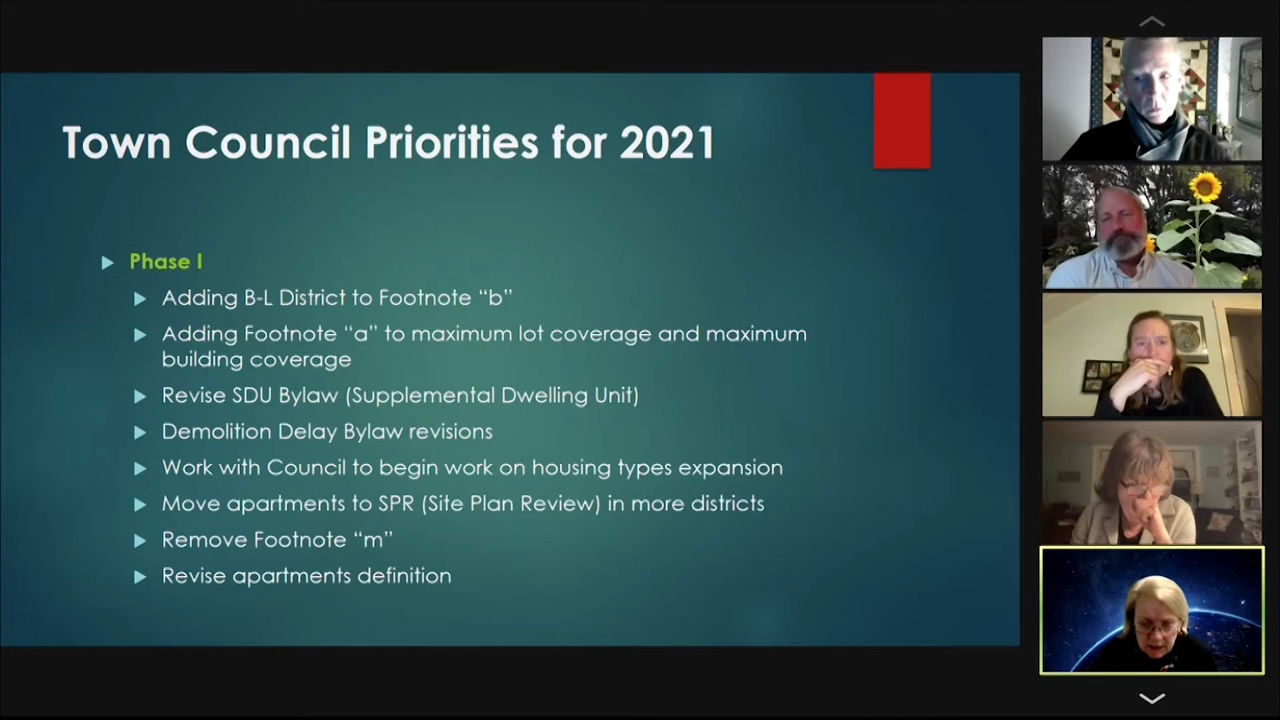 Town Council Priorities for 2021
Phase I
Adding B-L District to Footnote “b”
Adding Footnote “a” to maximum lot coverage and maximum
building coverage
Revise SDU Bylaw (Supplemental Dwelling Unit)
Demolition Delay Bylaw revisions
Work with Council to begin work on housing types expansion
Move apartments to SPR (Site Plan Review) in more districts
Remove Footnote “m”
Revise apartments definition